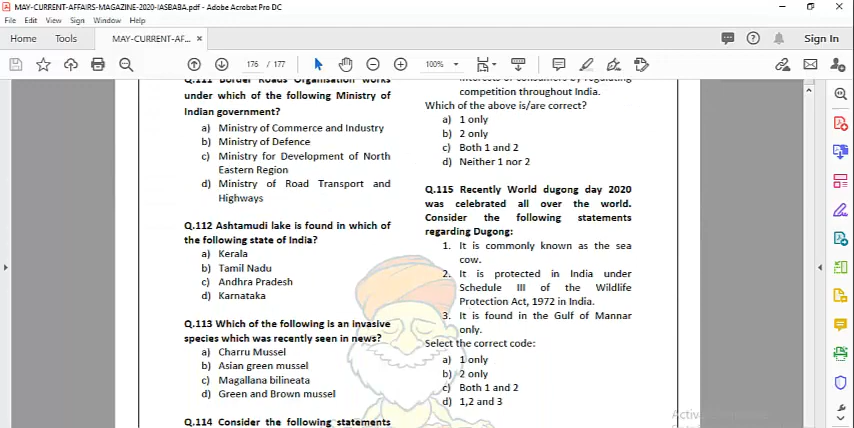 MAY-CURRENT-AFFAIRS-MAGAZINE-2020-IASBABA.pdf - Adobe Acrobat Pro DC
File Edit View Sign Window Help
Home Tools MAY-CURRENT-AF... × Sign In
176 / 177 100%
Q.111 Border Roads Organisation works
under which of the following Ministry of
Indian government?
a) Ministry of Commerce and Industry
b) Ministry of Defence
c) Ministry for Development of North
Eastern Region
d) Ministry of Road Transport and
Highways
Q.112 Ashtamudi lake is found in which of
the following state of India?
a) Kerala
b) Tamil Nadu
c) Andhra Pradesh
d) Karnataka
Q.113 Which of the following is an invasive
species which was recently seen in news?
a) Charru Mussel
b) Asian green mussel
c) Magallana bilineata
d) Green and Brown mussel
Q.114 Consider the following statements
interests of consumers by regulating
competition throughout India.
Which of the above is/are correct?
a) 1 only
b) 2 only
c) Both 1 and 2
d) Neither 1 nor 2
Q.115 Recently World dugong day 2020
was celebrated all over the world.
Consider the following statements
regarding Dugong:
1. It is commonly known as the sea
cow.
2. It is protected in India under
Schedule III of the Wildlife
Protection Act, 1972 in India.
3. It is found in the Gulf of Mannar
only.
Select the correct code:
a) 1 only
b) 2 only
c) Both 1 and 2
d) 1,2 and 3